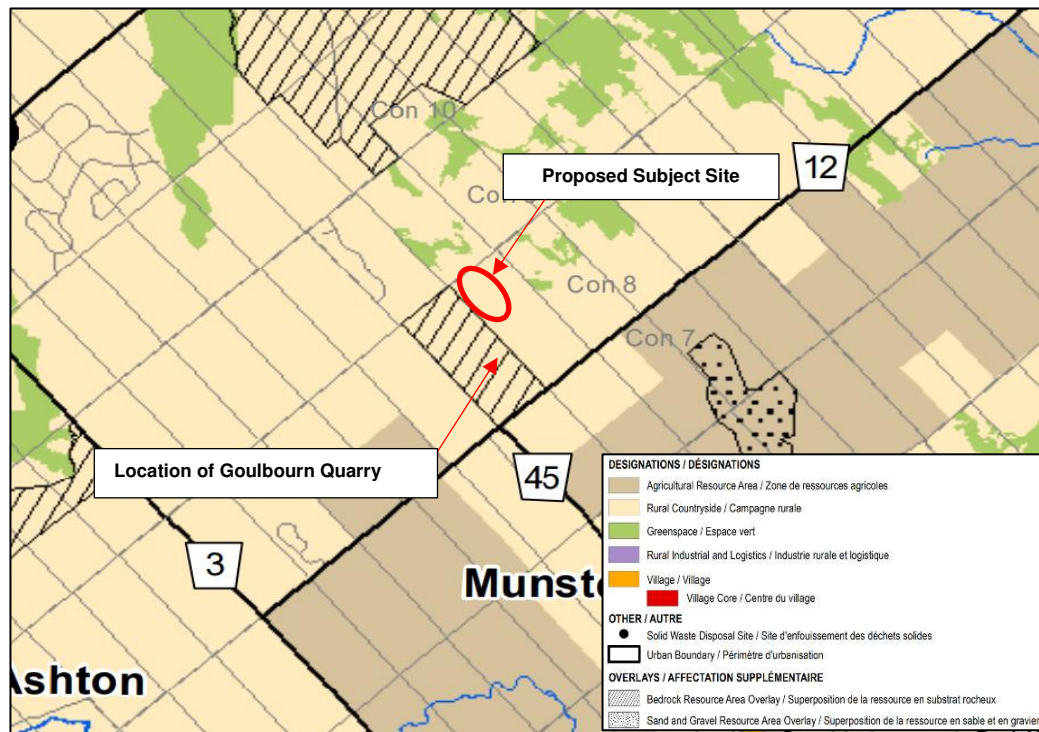 Con 10
12
Proposed Subject Site
Con
Con 8
Con 7
Location of Goulbourn Quarry
45
3
Munst
Ashton
DESIGNATIONS / DÉSIGNATIONS
Agricultural Resource Area / Zone de ressources agricoles
Rural Countryside / Campagne rurale
Greenspace / Espace vert
Rural Industrial and Logistics / Industrie rurale et logistique
Village / Village
Village Core / Centre du village
OTHER / AUTRE
Solid Waste Disposal Site / Site d'enfouissement des déchets solides
Urban Boundary / Périmètre d'urbanisation
OVERLAYS / AFFECTATION SUPPLÉMENTAIRE
Bedrock Resource Area Overlay / Superposition de la ressource en substrat rocheux
Sand and Gravel Resource Area Overlay / Superposition de la ressource en sable et en gravier